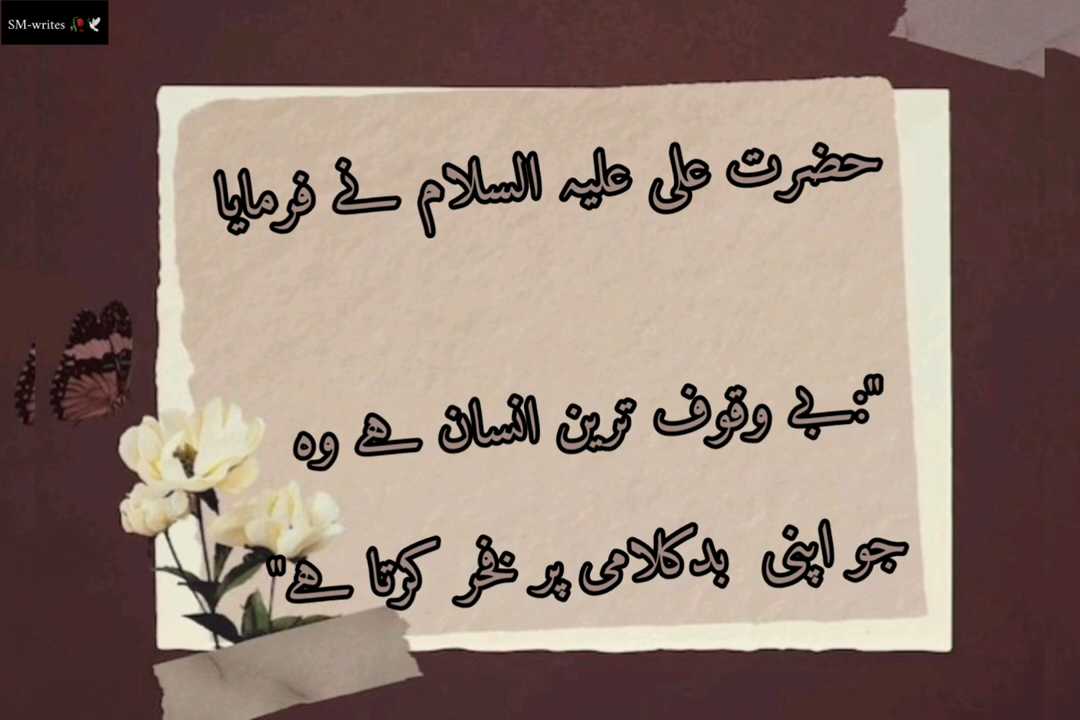 SM-writes 🥀🕊
حضرت علی علیہ السلام نے فرمایا
":بے وقوف ترین انسان ہے وہ
جو اپنی بدکلامی پر فخر کرتا ہے"